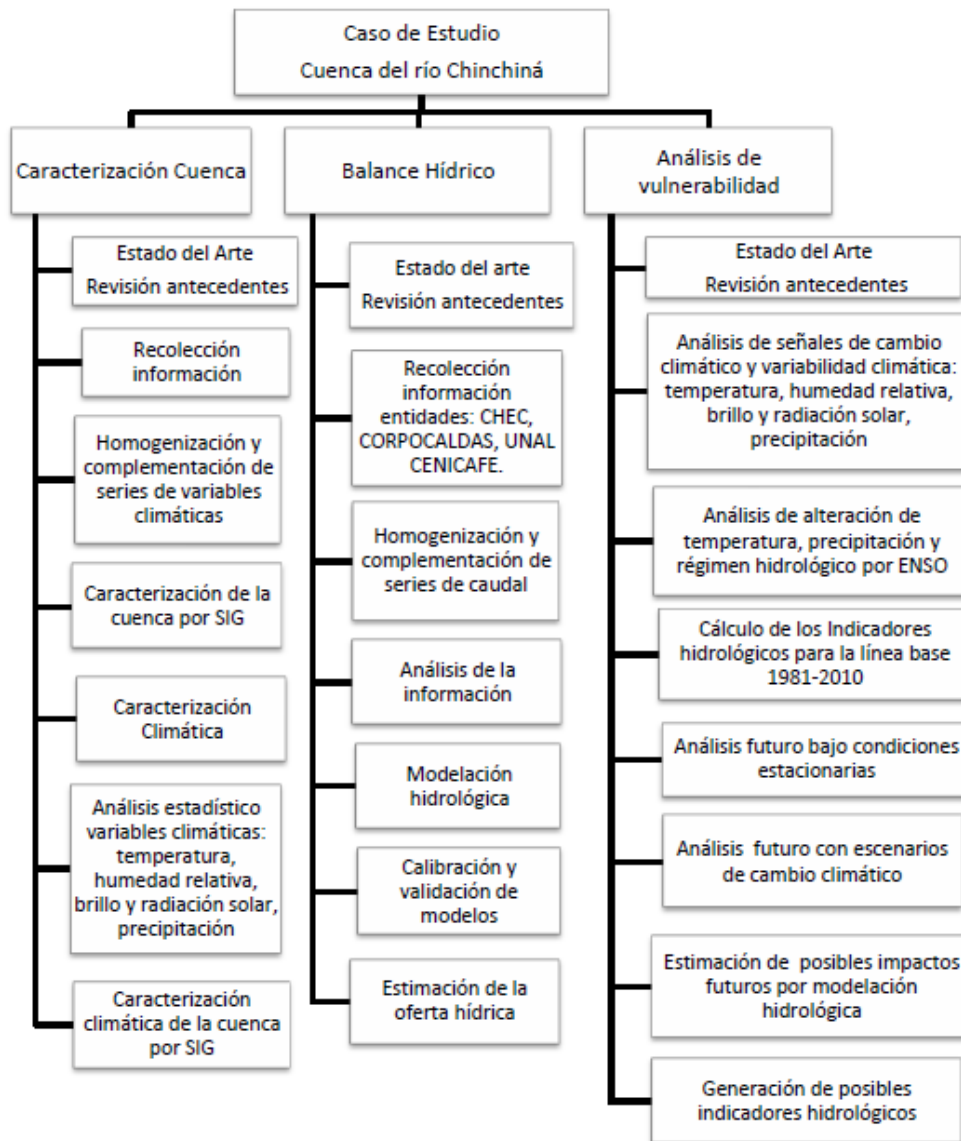 Caso de Estudio
Cuenca del río Chinchiná
Caracterización Cuenca
Estado del Arte
Revisión antecedentes
Recolección
información
Homogenización y
complementación de
series de variables
climáticas
Caracterización de la
cuenca por SIG
Caracterización
Climática
Análisis estadístico
variables climáticas:
temperatura,
humedad relativa,
brillo y radiación solar,
precipitación
Caracterización
climática de la cuenca
por SIG
Balance Hídrico
Estado del arte
Revisión antecedentes
Recolección
información
entidades: CHEC,
CORPOCALDAS, UNAL
CENICAFE.
Homogenización y
complementación de
series de caudal
Análisis de la
información
Modelación
hidrológica
Calibración y
validación de
modelos
Estimación de la
oferta hídrica
Análisis de
vulnerabilidad
Estado del Arte
Revisión antecedentes
Análisis de señales de cambio
climático y variabilidad climática:
temperatura, humedad relativa,
brillo y radiación solar,
precipitación
Análisis de alteración de
temperatura, precipitación y
régimen hidrológico por ENSO
Cálculo de los Indicadores
hidrológicos para la línea base
1981-2010
Análisis futuro bajo condiciones
estacionarias
Análisis futuro con escenarios
de cambio climático
Estimación de posibles impactos
futuros por modelación
hidrológica
Generación de posibles
indicadores hidrológicos